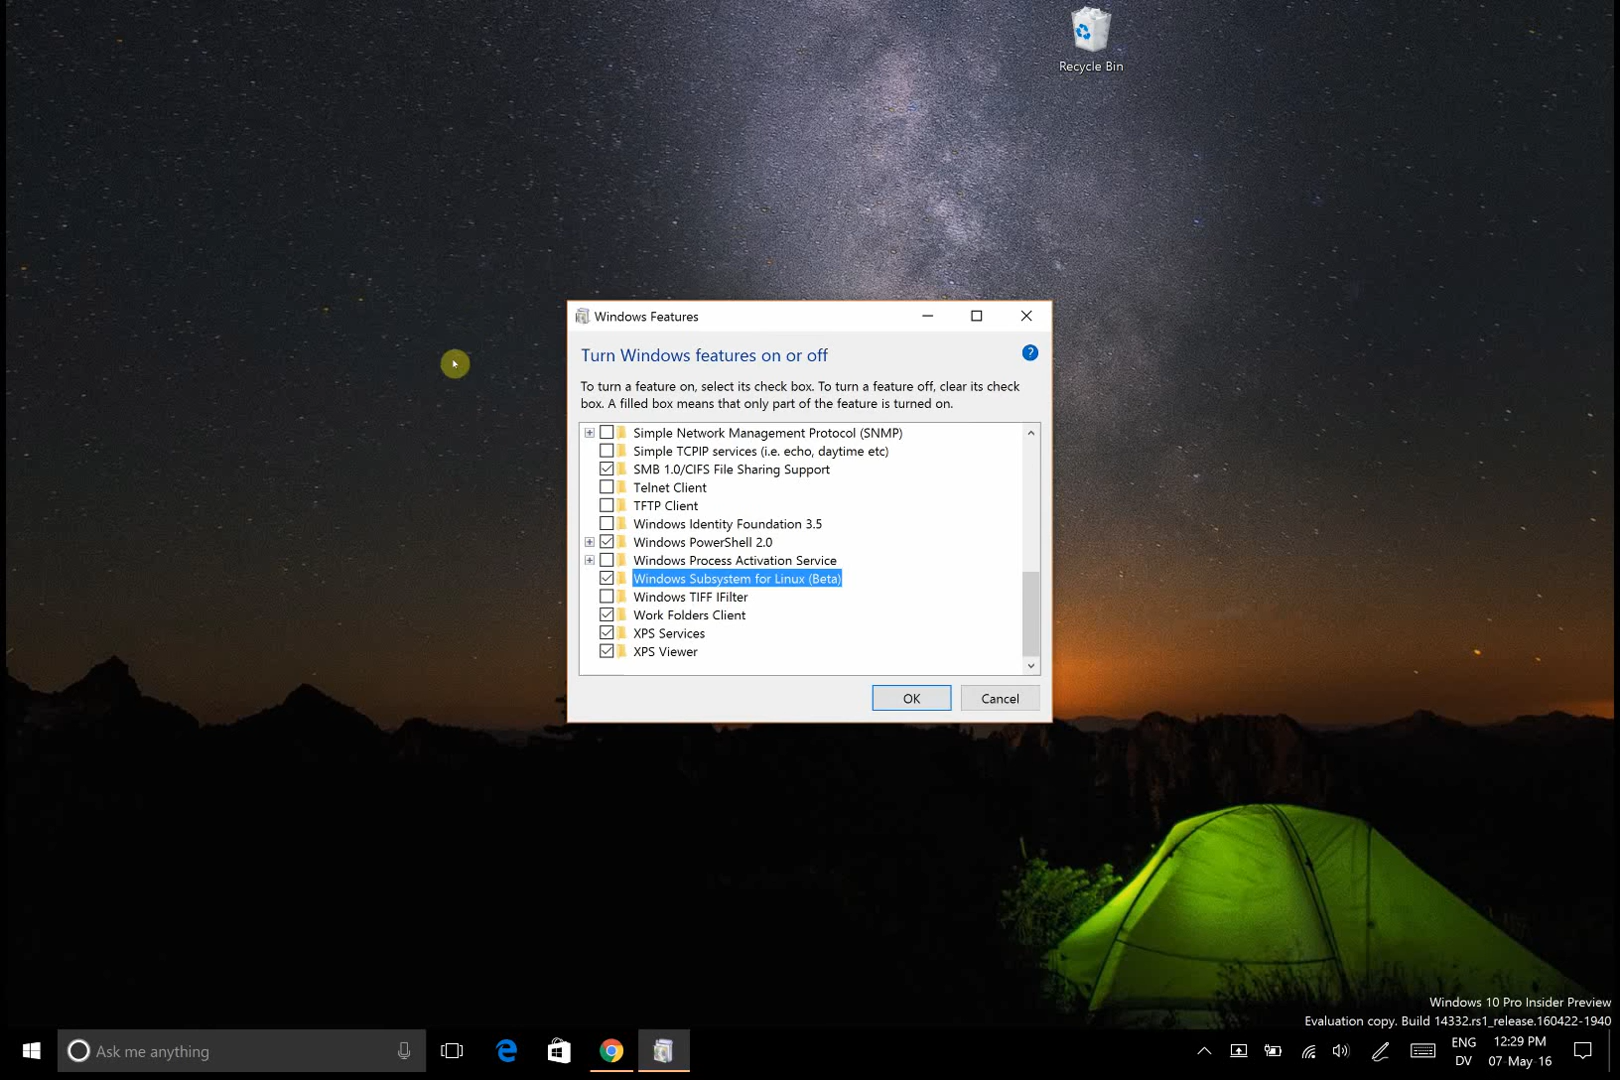 Recycle Bin
Windows Features
Turn Windows features on or off
?
To turn a feature on, select its check box. To turn a feature off, clear its check
box. A filled box means that only part of the feature is turned on.
Simple Network Management Protocol (SNMP)
Simple TCPIP services (i.e. echo, daytime etc)
SMB 1.0/CIFS File Sharing Support
Telnet Client
TFTP Client
Windows Identity Foundation 3.5
Windows PowerShell 2.0
Windows Process Activation Service
Windows Subsystem for Linux (Beta)
Windows TIFF IFilter
Work Folders Client
XPS Services
XPS Viewer
OK
Cancel
Windows 10 Pro Insider Preview
Evaluation copy. Build 14332.rs1_release.160422-1940
Ask me anything
ENG
DV
12:29 PM
07-May-16